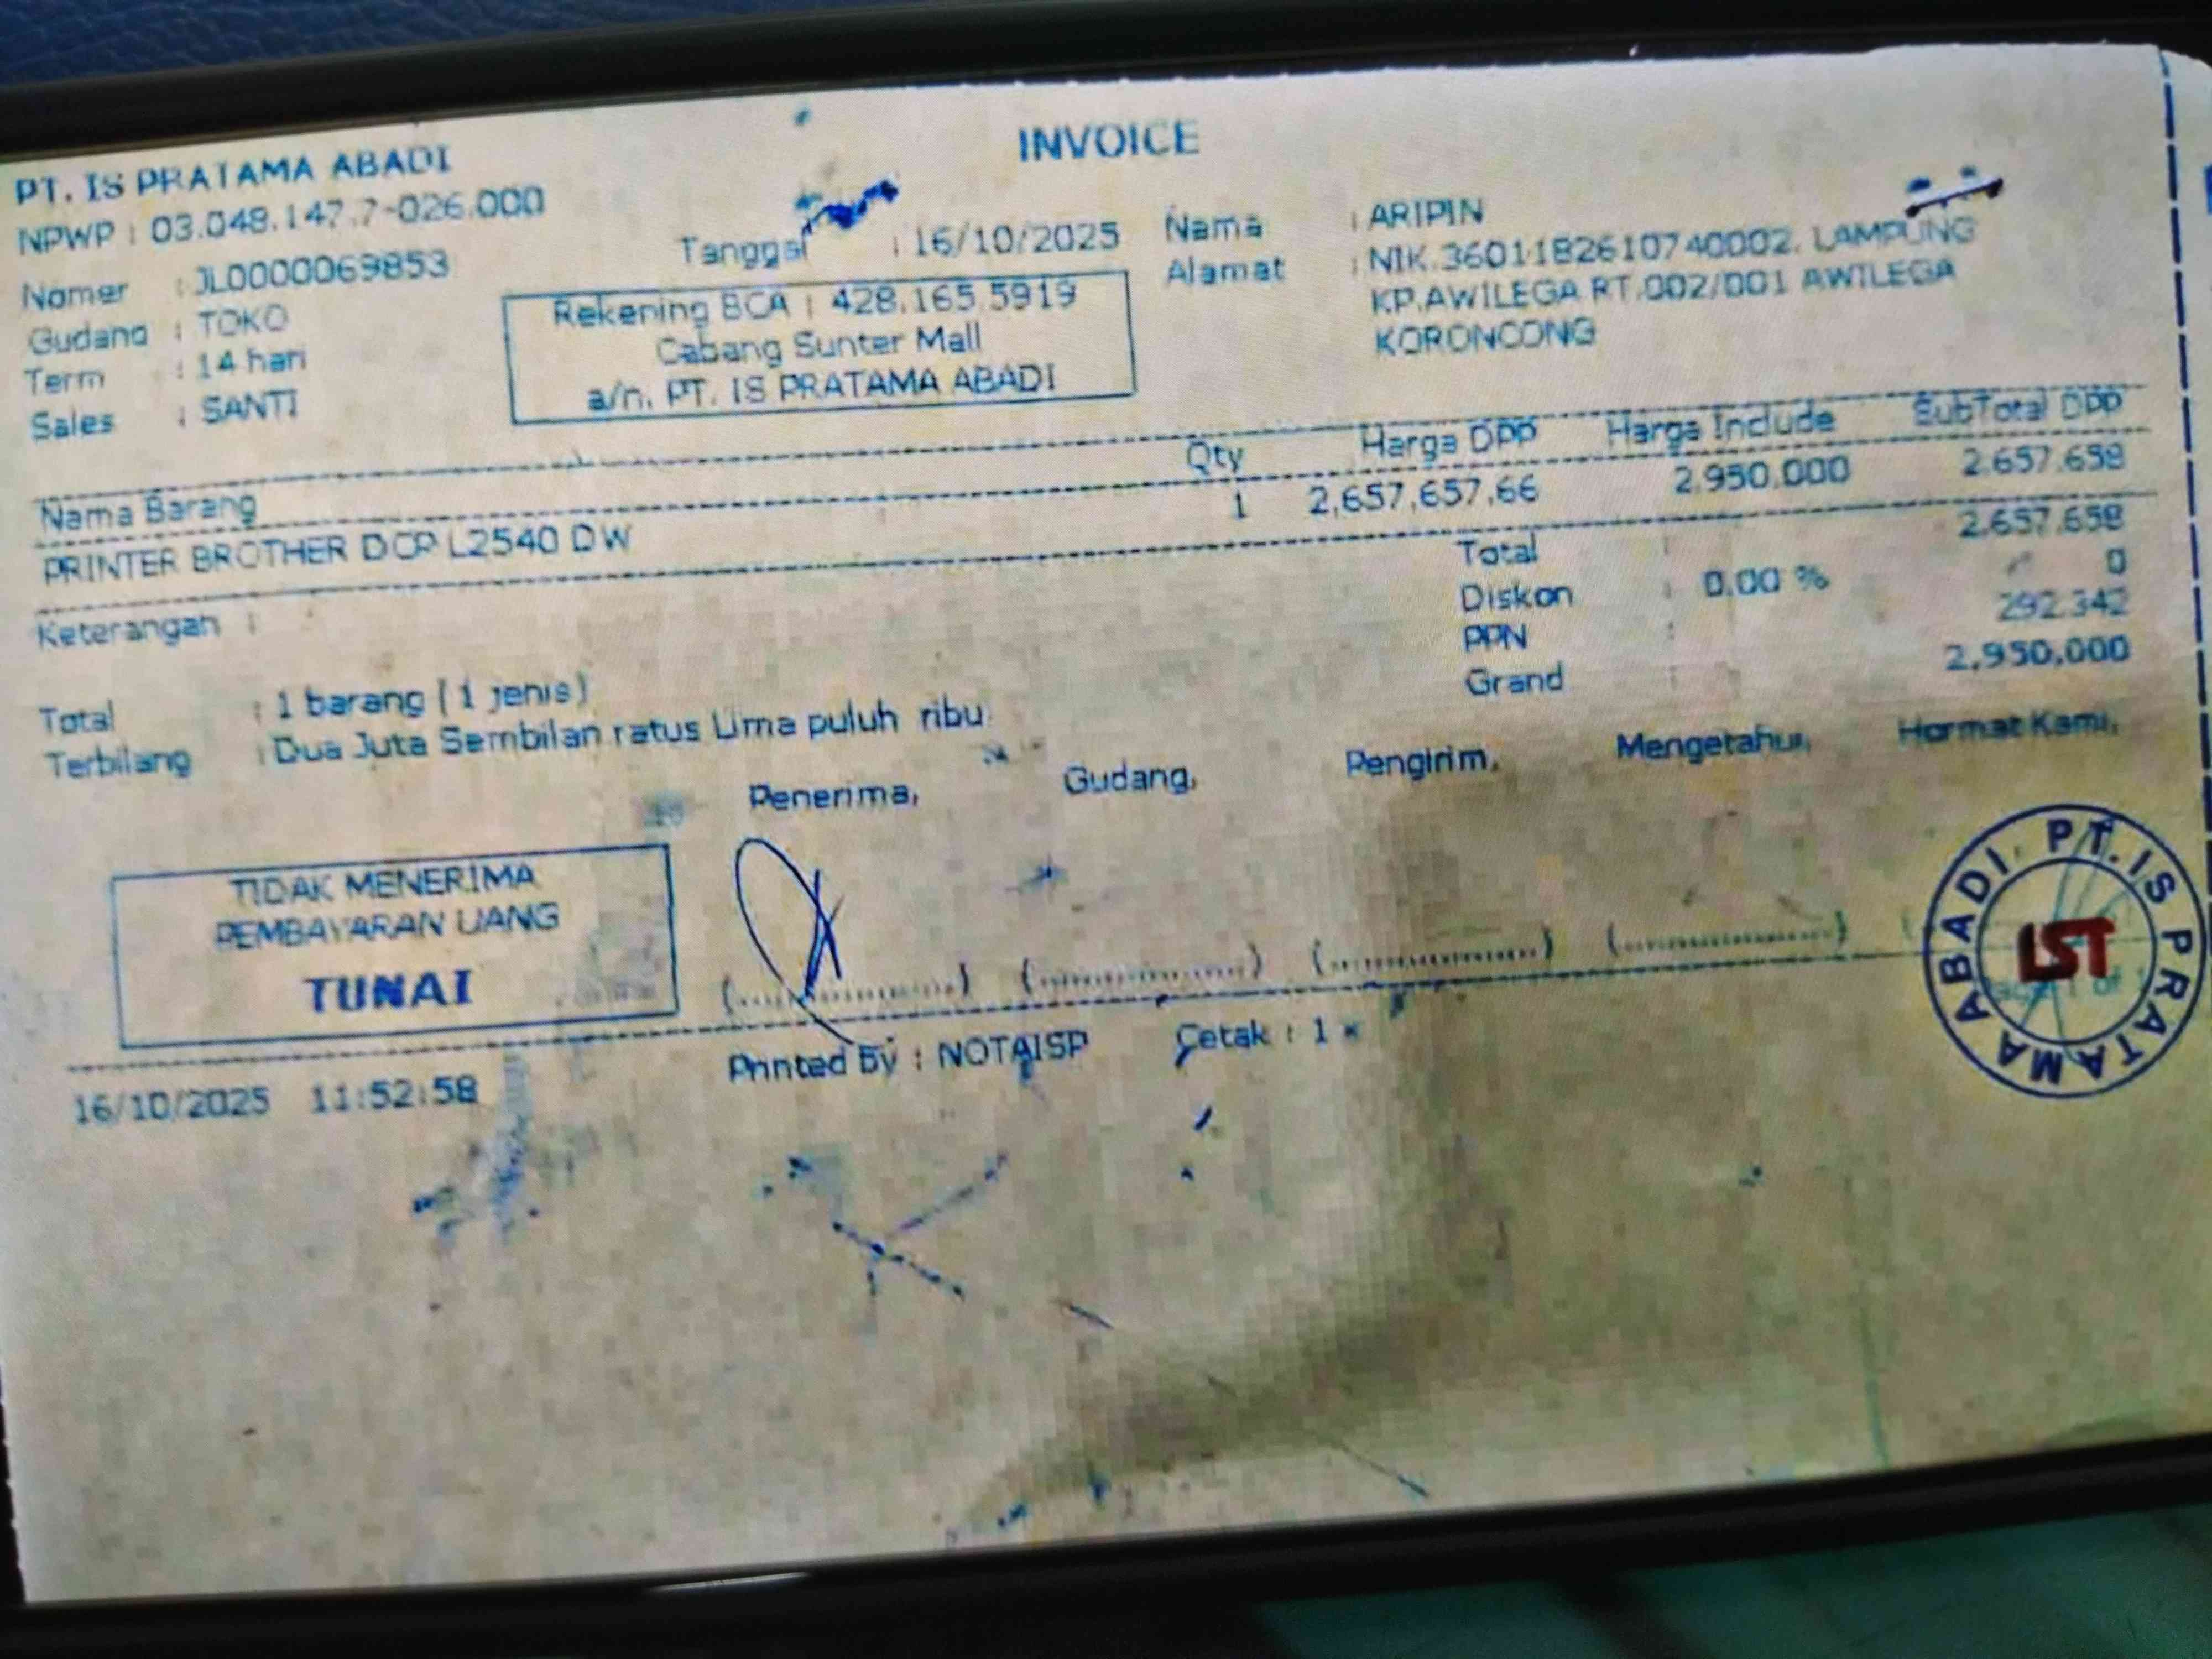 INVOICE
PT. IS PRATAMA ABADI
NPWP : 03.048.147.7-026.000
Nomer : JL0000069853
Gudang : TOKO
Term : 14 hari
Sales : SANTI
Tanggal : 16/10/2025
Rekening BCA : 428.165.5919
Cabang Sunter Mall
a/n. PT. IS PRATAMA ABADI
Nama : ARIPIN
Alamat : NIK.3601182610740002. LAMPUNG
KP.AWILEGA RT.002/001 AWILEGA
KORONCONG
Nama Barang Qty Harga DPP Harga Include SubTotal DPP
PRINTER BROTHER DCP L2540 DW 1 2,657,657.66 2.950.000 2.657.658
Keterangan :
Total : 2.657.658
Diskon : 0.00 % 0
PPN : 292.342
Grand : 2,950,000
Total : 1 barang ( 1 jenis )
Terbilang : Dua Juta Sembilan ratus Lima puluh ribu
Penerima, Gudang, Pengirim, Mengetahui, Hormat Kami,
TIDAK MENERIMA
PEMBAYARAN UANG
TUNAI
(....................) (....................) (....................) (....................)
PT. IS PRATAMA ABADI
IST
16/10/2025 11:52:58 Printed By : NOTAISP Cetak : 1 x